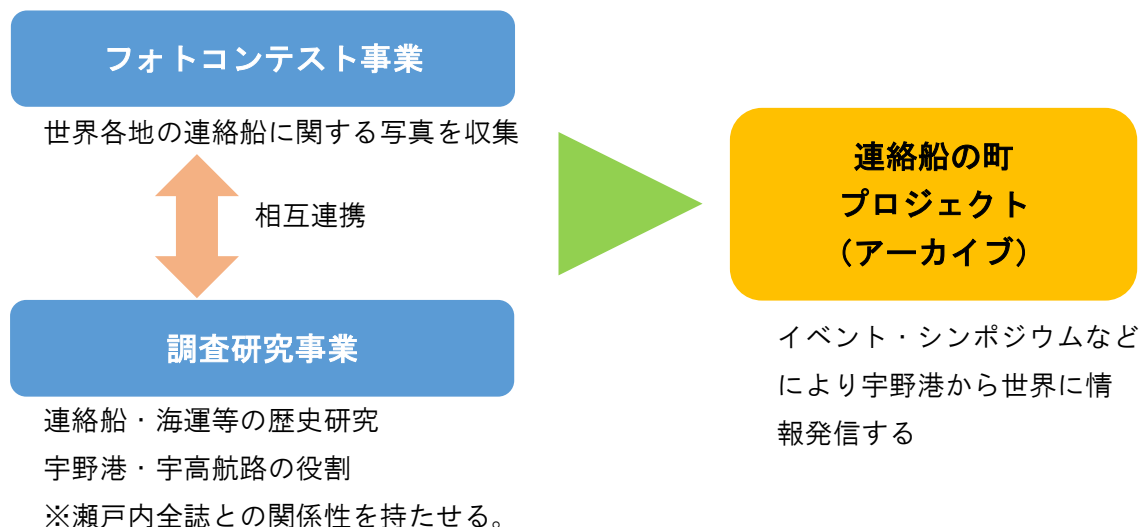 フォトコンテスト事業
世界各地の連絡船に関する写真を収集
相互連携
調査研究事業
連絡船・海運等の歴史研究
宇野港・宇高航路の役割
※瀬戸内全誌との関係性を持たせる。
連絡船の町
プロジェクト
（アーカイブ）
イベント・シンポジウムなど
により宇野港から世界に情
報発信する